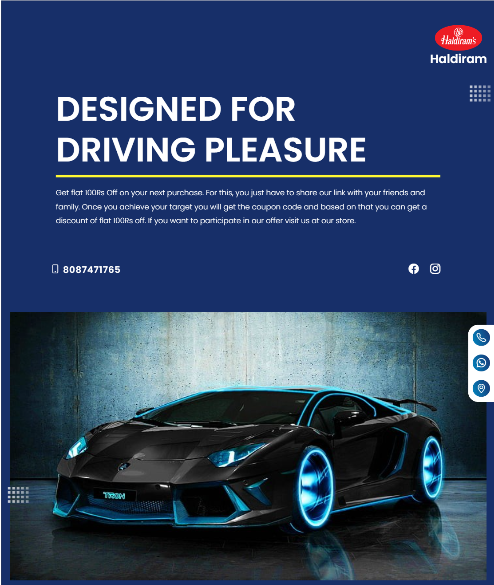 Haldiram's
Haldiram
DESIGNED FOR
DRIVING PLEASURE
Get flat 100Rs Off on your next purchase. For this, you just have to share our link with your friends and
family. Once you achieve your target you will get the coupon code and based on that you can get a
discount of flat 100Rs off. If you want to participate in our offer visit us at our store.
8087471765
TRON